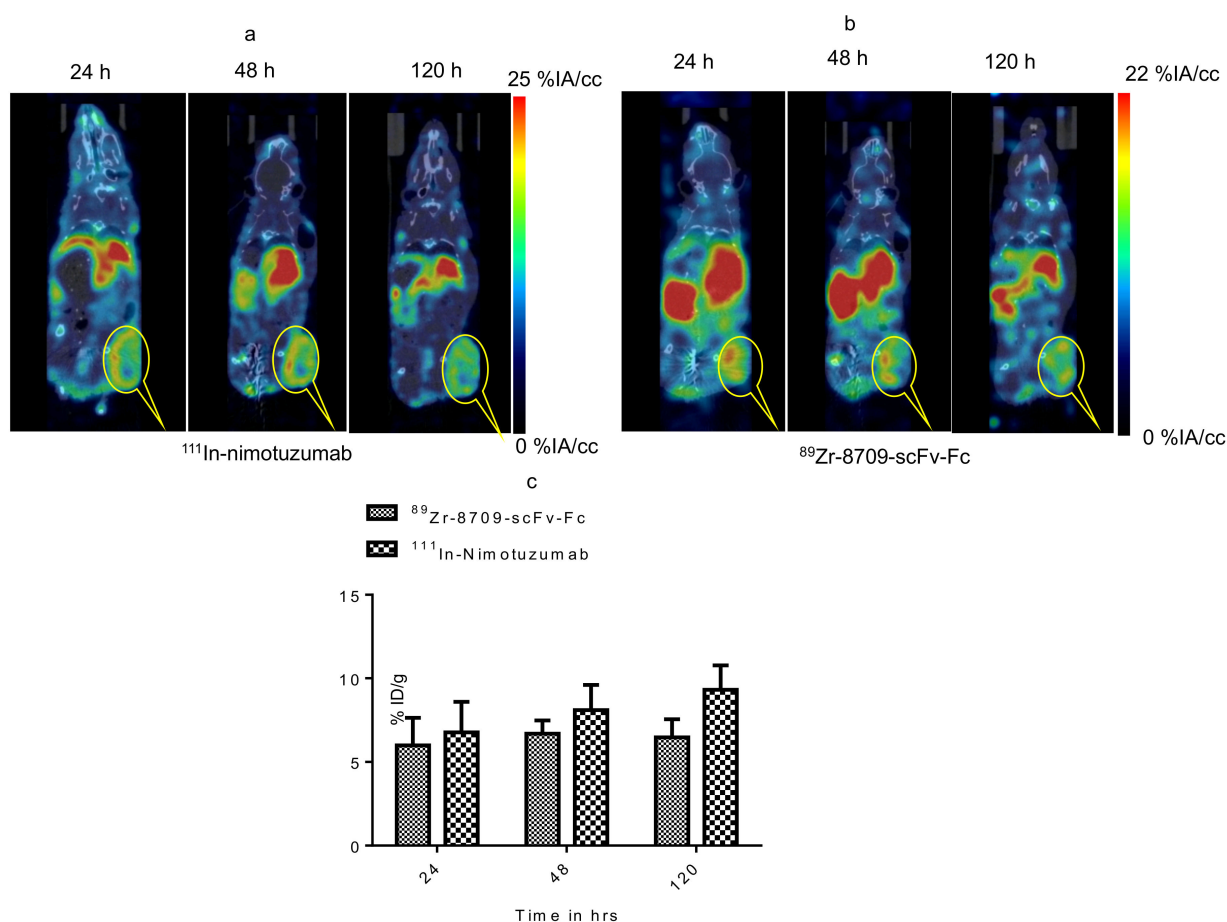 a
24 h 48 h 120 h 25 %IA/cc
0 %IA/cc
¹¹¹In-nimotuzumab
b
24 h 48 h 120 h 22 %IA/cc
0 %IA/cc
⁸⁹Zr-8709-scFv-Fc
c
⁸⁹Zr-8709-scFv-Fc
¹¹¹In-Nimotuzumab
% ID/g
15
10
5
0
24 48 120
Time in hrs